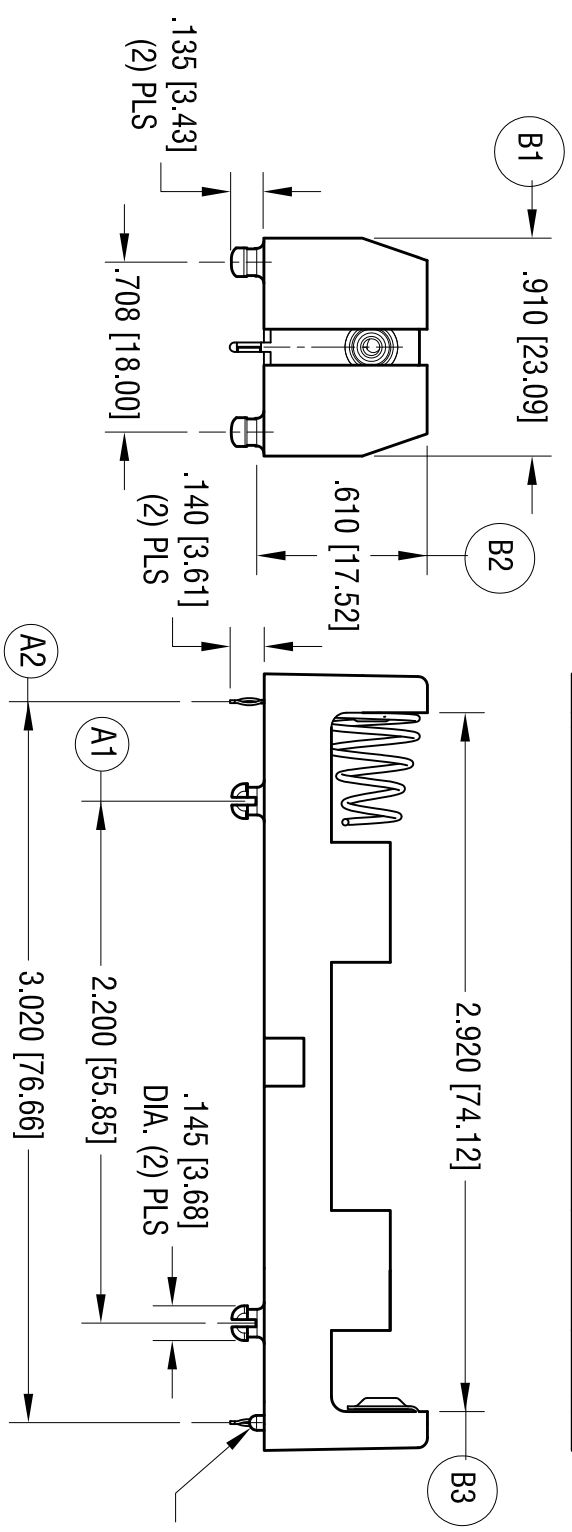 B1
.910 [23.09]
B2
.610 [17.52]
.135 [3.43]
(2) PLS
.708 [18.00]
.140 [3.61]
(2) PLS
B3
2.920 [74.12]
.145 [3.68]
DIA. (2) PLS
A1
2.200 [55.85]
A2
3.020 [76.66]